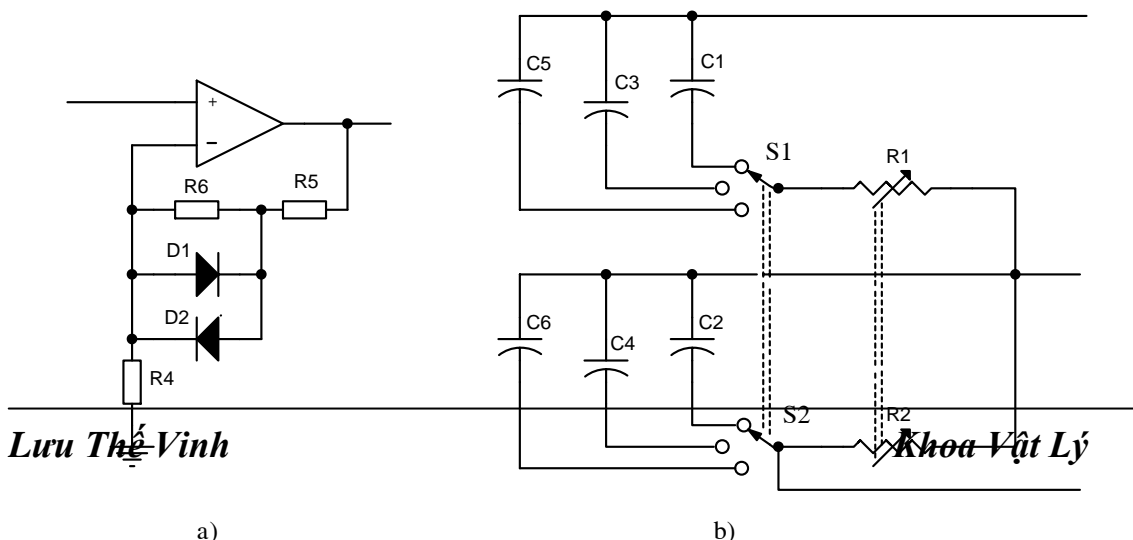 C5
C3
C1
+
−
S1
R1
R6
R5
D1
D2
C6
C4
C2
R4
S2
R2
Lưu Thế Vinh
Khoa Vật Lý
a)
b)